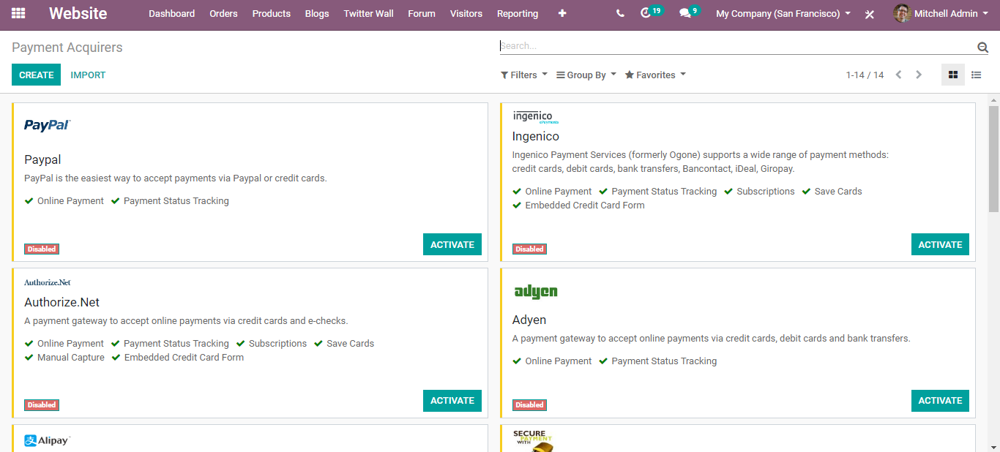 Website Dashboard Orders Products Blogs Twitter Wall Forum Visitors Reporting 19 9 My Company (San Francisco) Mitchell Admin
Payment Acquirers
Search...
CREATE IMPORT
Filters Group By Favorites 1-14 / 14
PayPal
Paypal
PayPal is the easiest way to accept payments via Paypal or credit cards.
Online Payment Payment Status Tracking
Disabled
ACTIVATE
ingenico
ePayments
Ingenico
Ingenico Payment Services (formerly Ogone) supports a wide range of payment methods:
credit cards, debit cards, bank transfers, Bancontact, iDeal, Giropay.
Online Payment Payment Status Tracking Subscriptions Save Cards
Embedded Credit Card Form
Disabled
ACTIVATE
Authorize.Net
Authorize.Net
A payment gateway to accept online payments via credit cards and e-checks.
Online Payment Payment Status Tracking Subscriptions Save Cards
Manual Capture Embedded Credit Card Form
Disabled
ACTIVATE
adyen
Adyen
A payment gateway to accept online payments via credit cards, debit cards and bank transfers.
Online Payment Payment Status Tracking
Disabled
ACTIVATE
支 Alipay
SECURE
PAYMENT
WITH